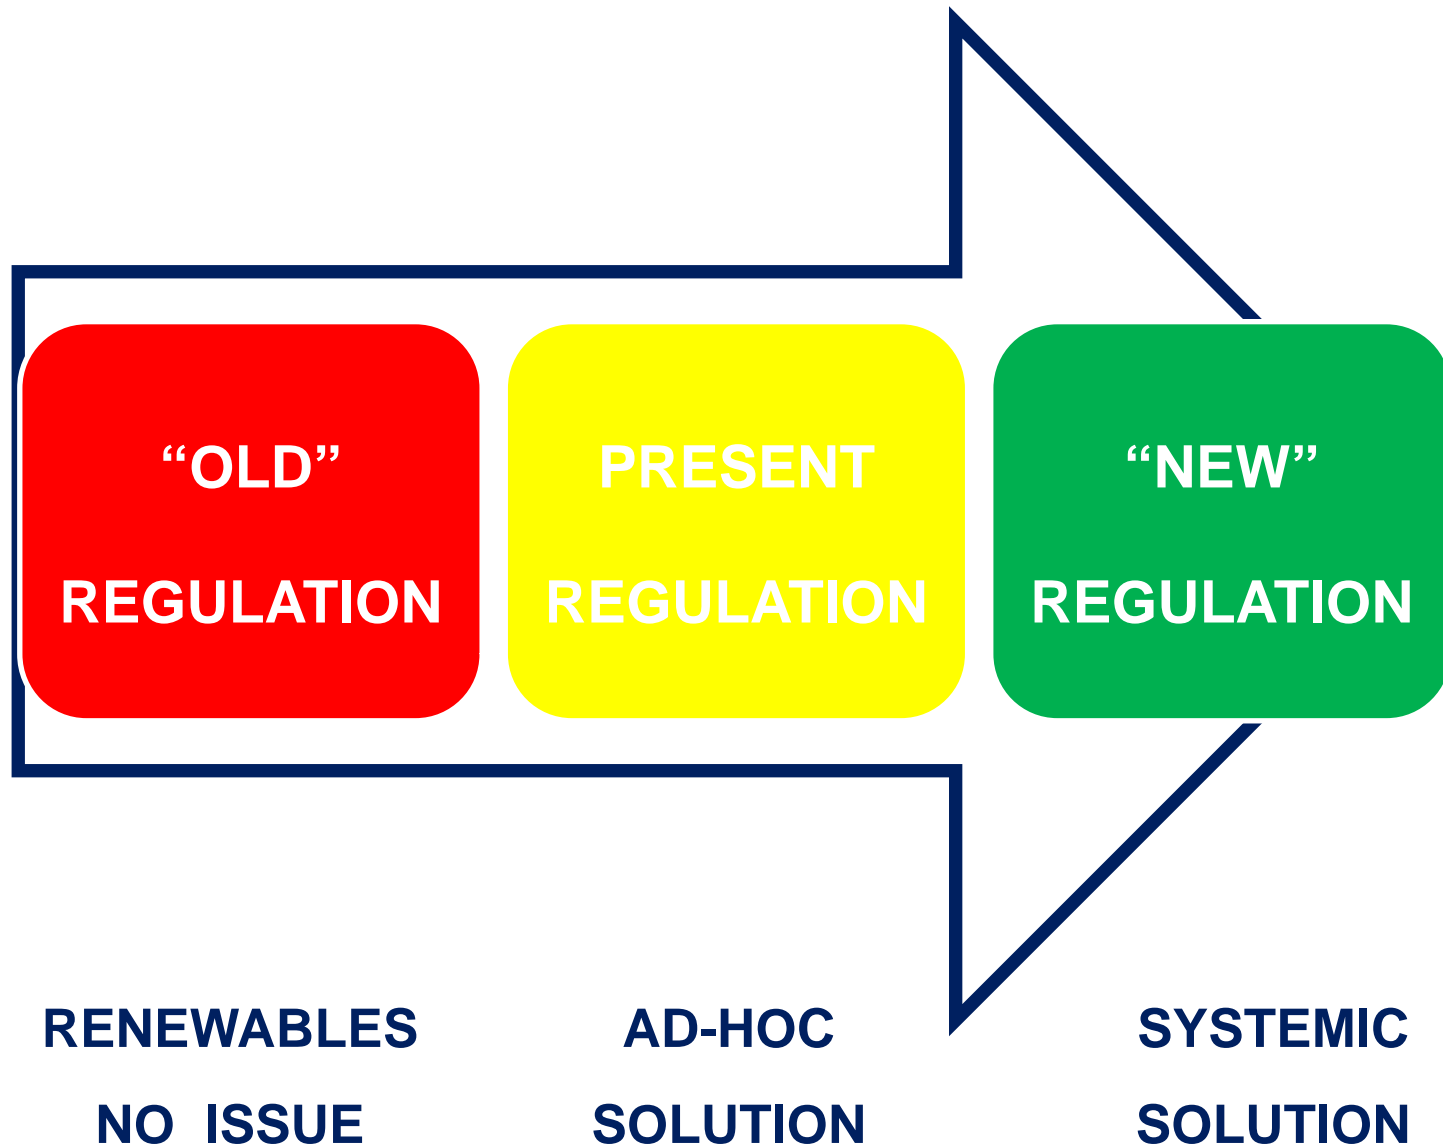 “OLD”
REGULATION
PRESENT
REGULATION
“NEW”
REGULATION
RENEWABLES
NO ISSUE
AD-HOC
SOLUTION
SYSTEMIC
SOLUTION